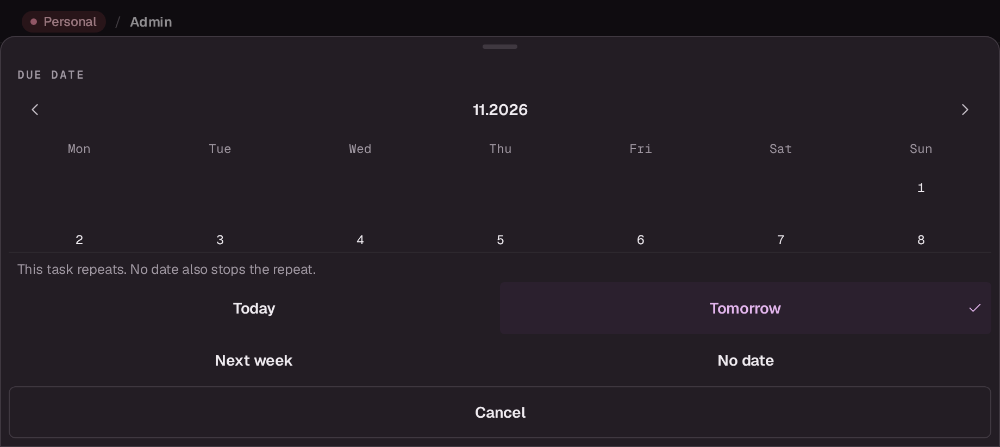 Personal / Admin
DUE DATE
11.2026
Mon Tue Wed Thu Fri Sat Sun
1
2 3 4 5 6 7 8
This task repeats. No date also stops the repeat.
Today Tomorrow
Next week No date
Cancel